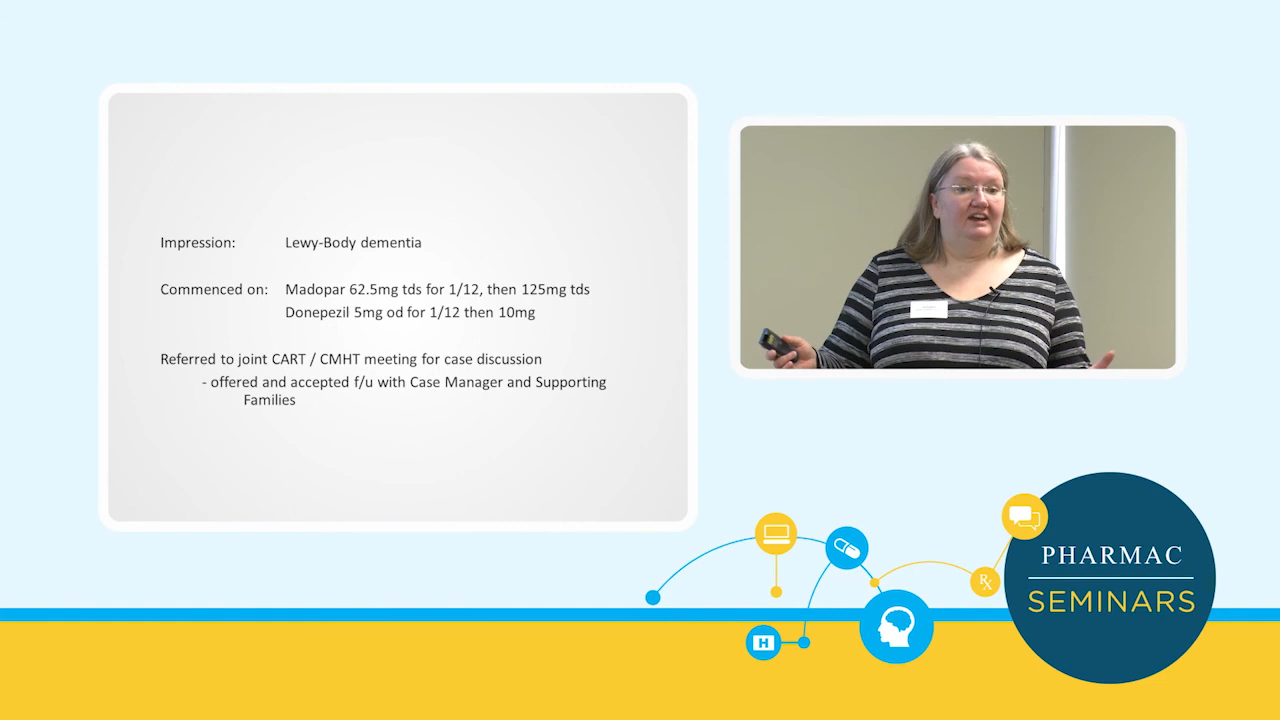 Impression: Lewy-Body dementia
Commenced on: Madopar 62.5mg tds for 1/12, then 125mg tds
Donepezil 5mg od for 1/12 then 10mg
Referred to joint CART / CMHT meeting for case discussion
- offered and accepted f/u with Case Manager and Supporting
Families
H
Rx
PHARMAC
SEMINARS